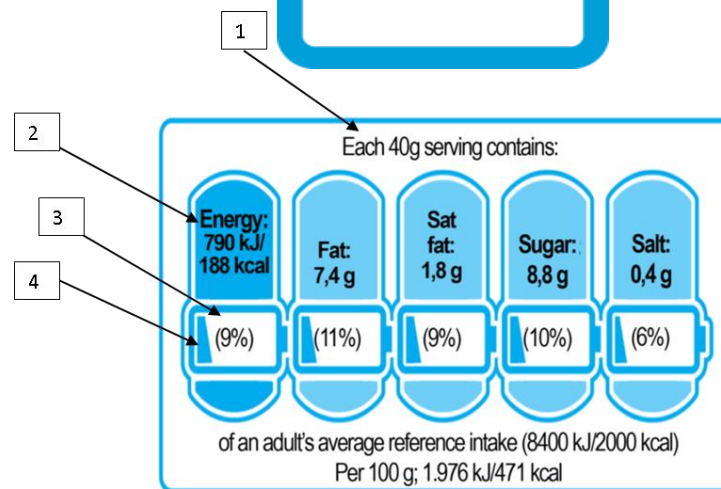 1
Each 40g serving contains:
2
3
4
Energy:
790 kJ/
188 kcal
(9%)
Fat:
7,4 g
(11%)
Sat
fat:
1,8 g
(9%)
Sugar:
8,8 g
(10%)
Salt:
0,4 g
(6%)
of an adult's average reference intake (8400 kJ/2000 kcal)
Per 100 g; 1.976 kJ/471 kcal